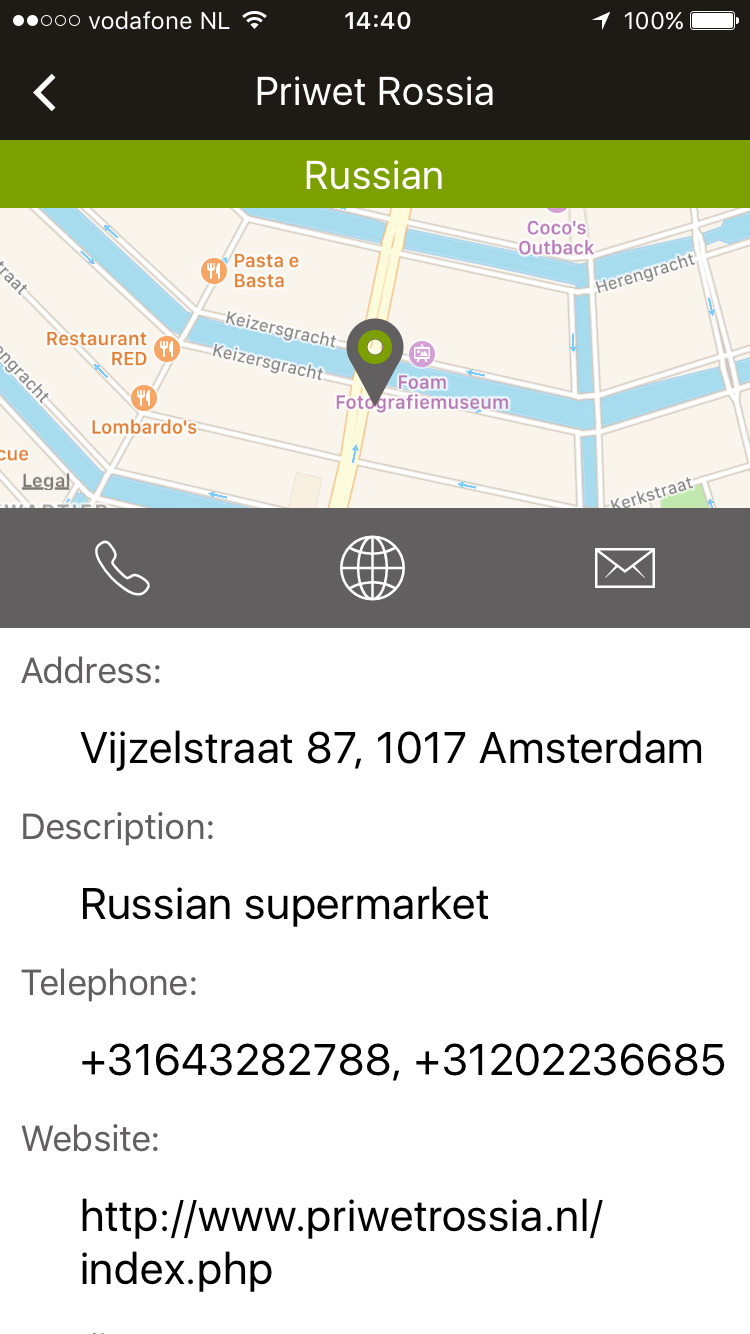 vodafone NL 14:40 100%
Priwet Rossia
Russian
Coco's
Outback
Pasta e
Basta
Herengracht
traat
Keizersgracht
Restaurant
RED
Keizersgracht
engracht
Foam
Fotografiemuseum
Lombardo's
cue
Legal
Kerkstraat
Address:
Vijzelstraat 87, 1017 Amsterdam
Description:
Russian supermarket
Telephone:
+31643282788, +31202236685
Website:
http://www.priwetrossia.nl/
index.php